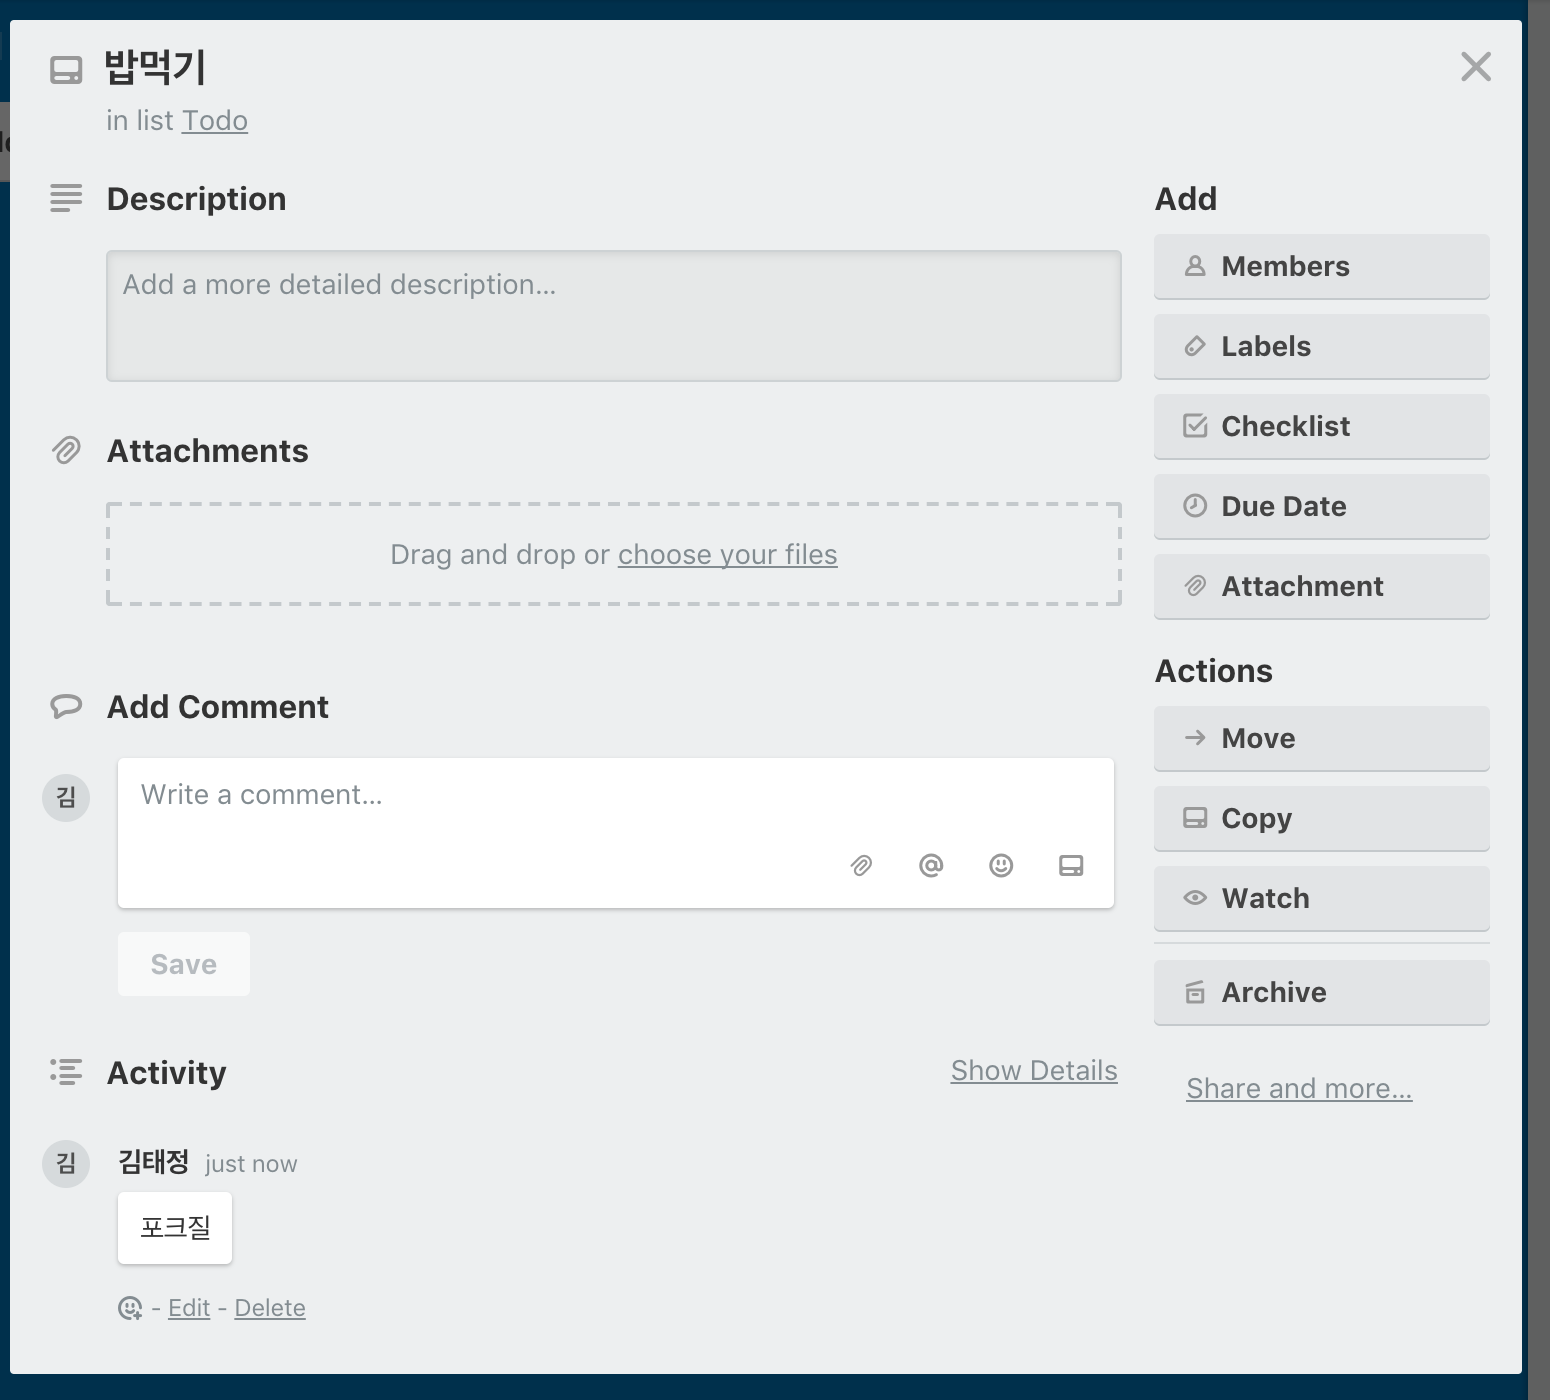 밥먹기
in list Todo
Description
Add a more detailed description...
Attachments
Drag and drop or choose your files
Add Comment
김
Write a comment...
Save
Activity
Show Details
김
김태정 just now
포크질
- Edit - Delete
Add
Members
Labels
Checklist
Due Date
Attachment
Actions
Move
Copy
Watch
Archive
Share and more...